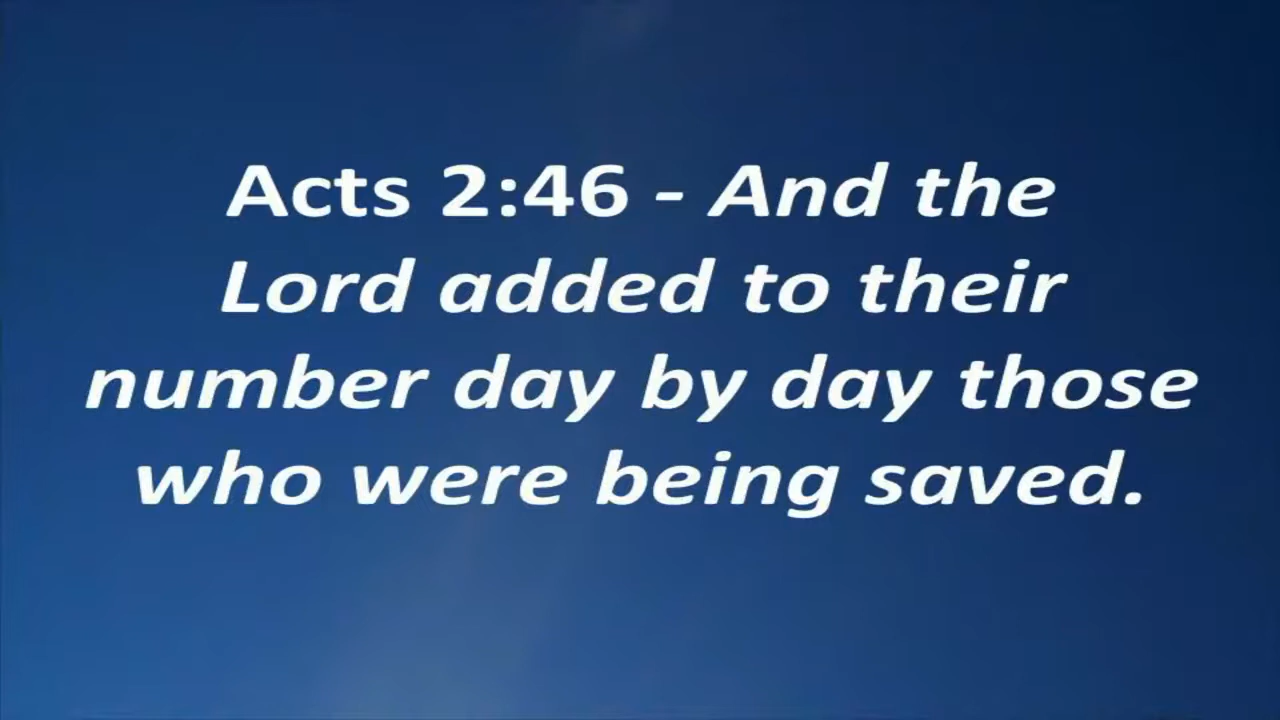 Acts 2:46 - And the
Lord added to their
number day by day those
who were being saved.